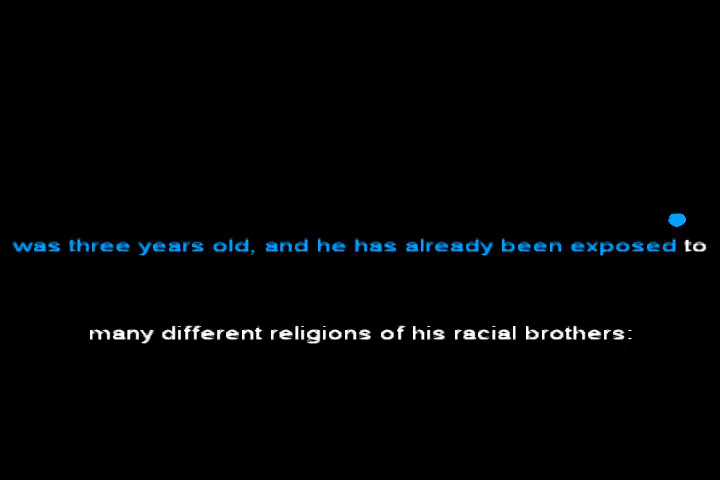 was three years old, and he has already been exposed to
many different religions of his racial brothers: